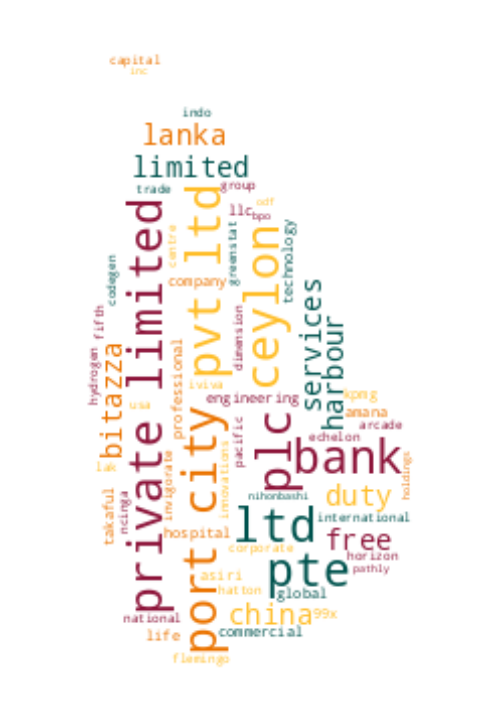 capital
inc
indo
lanka
limited
trade
group
private limited
pvt ltd
odf
llc
bpo
centre
greenstat
ceylon
technology
codegen
company
services
fifth
hydrogen
dimension
harbour
bitazza
professional
iviva
engineering
kpmg
usa
port city
plc
amana
arcade
pacific
echelon
bank
lak
takaful
ncinga
invigorate
innovations
holdings
nihonbashi
duty
ltd
international
hospital
free
corporate
horizon
asiri
pte
pathly
hatton
global
national
china
99x
life
commercial
flemingo